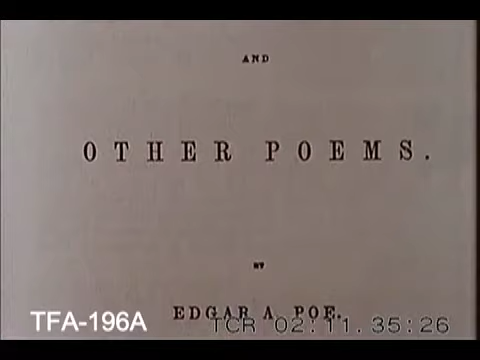 AND
OTHER POEMS.
BY
EDGAR A. POE.
TFA-196A
TCR 02:11.35:26